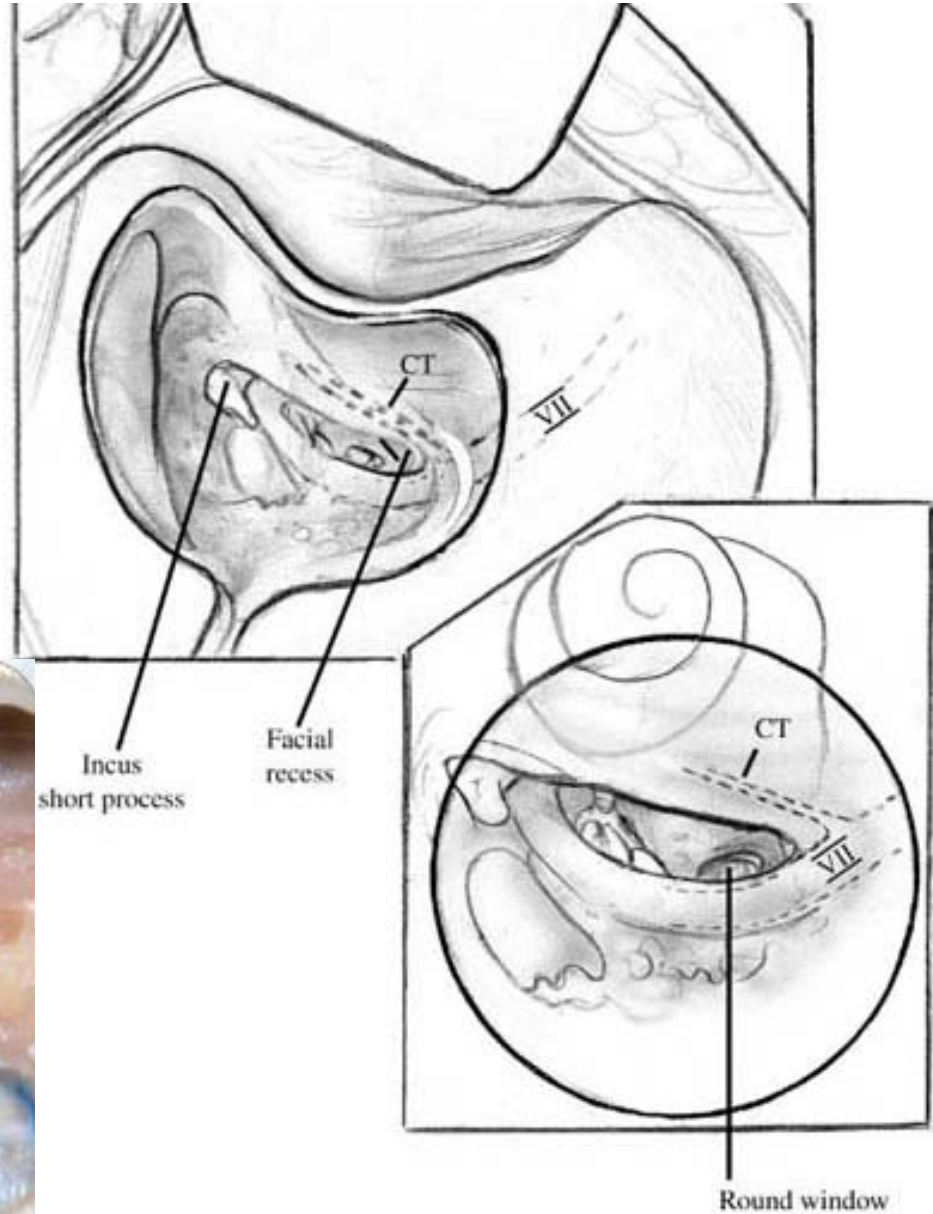 CT
VII
Incus
short process
Facial
recess
CT
VII
Round window